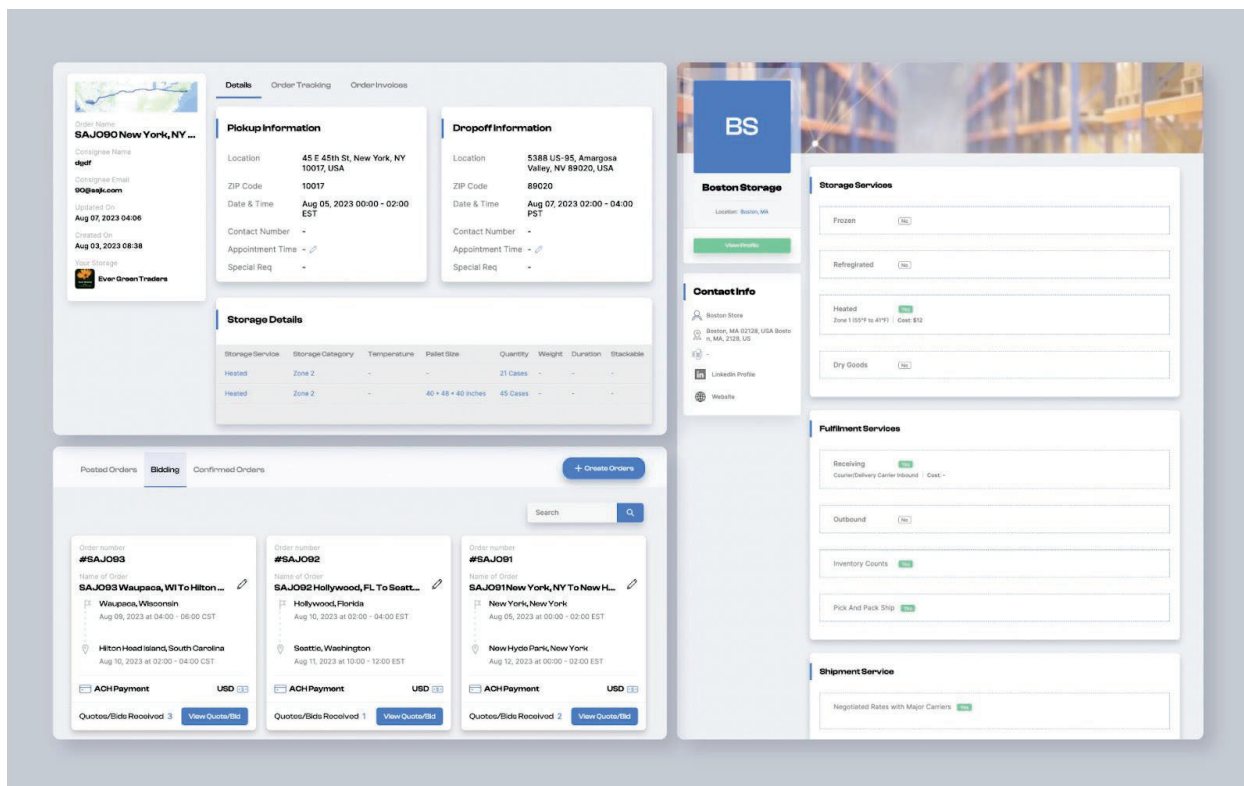 Order Name
SAJO90 New York, NY ...
Consignee Name
dgdf
Consignee Email
90@sajk.com
Updated On
Aug 07, 2023 04:06
Created On
Aug 03, 2023 08:38
Your Storage
Ever Green Traders
Details Order Tracking Order Invoices
Pickup Information
Location 45 E 45th St, New York, NY
10017, USA
ZIP Code 10017
Date & Time Aug 05, 2023 00:00 - 02:00
EST
Contact Number -
Appointment Time -
Special Req -
Dropoff Information
Location 5388 US-95, Amargosa
Valley, NV 89020, USA
ZIP Code 89020
Date & Time Aug 07, 2023 02:00 - 04:00
PST
Contact Number -
Appointment Time -
Special Req -
Storage Details
Storage Service Storage Category Temperature Pallet Size Quantity Weight Duration Stackable
Heated Zone 2 - - 21 Cases - - -
Heated Zone 2 - 40 * 48 * 40 inches 45 Cases - - -
Posted Orders Bidding Confirmed Orders
+ Create Orders
Search
Order number
#SAJO93
Name of Order
SAJO93 Waupaca, WI To Hilton ...
Waupaca, Wisconsin
Aug 09, 2023 at 04:00 - 06:00 CST
Hilton Head Island, South Carolina
Aug 10, 2023 at 02:00 - 04:00 CST
ACH Payment USD
Quotes/Bids Received 3 View Quote/Bid
Order number
#SAJO92
Name of Order
SAJO92 Hollywood, FL To Seatt...
Hollywood, Florida
Aug 10, 2023 at 02:00 - 04:00 EST
Seattle, Washington
Aug 11, 2023 at 10:00 - 12:00 EST
ACH Payment USD
Quotes/Bids Received 1 View Quote/Bid
Order number
#SAJO91
Name of Order
SAJO91 New York, NY To New H...
New York, New York
Aug 05, 2023 at 00:00 - 02:00 EST
New Hyde Park, New York
Aug 12, 2023 at 00:00 - 02:00 EST
ACH Payment USD
Quotes/Bids Received 2 View Quote/Bid
BS
Boston Storage
Location: Boston, MA
View Profile
Contact Info
Boston Store
Boston, MA 02128, USA Bosto
n, MA, 2128, US
-
LinkedIn Profile
Website
Storage Services
Frozen No
Refregirated No
Heated Yes
Zone 1 (55°F to 41°F) | Cost: $12
Dry Goods No
Fulfilment Services
Receiving Yes
Courier/Delivery Carrier Inbound | Cost: -
Outbound No
Inventory Counts Yes
Pick And Pack Ship Yes
Shipment Service
Negotiated Rates with Major Carriers Yes